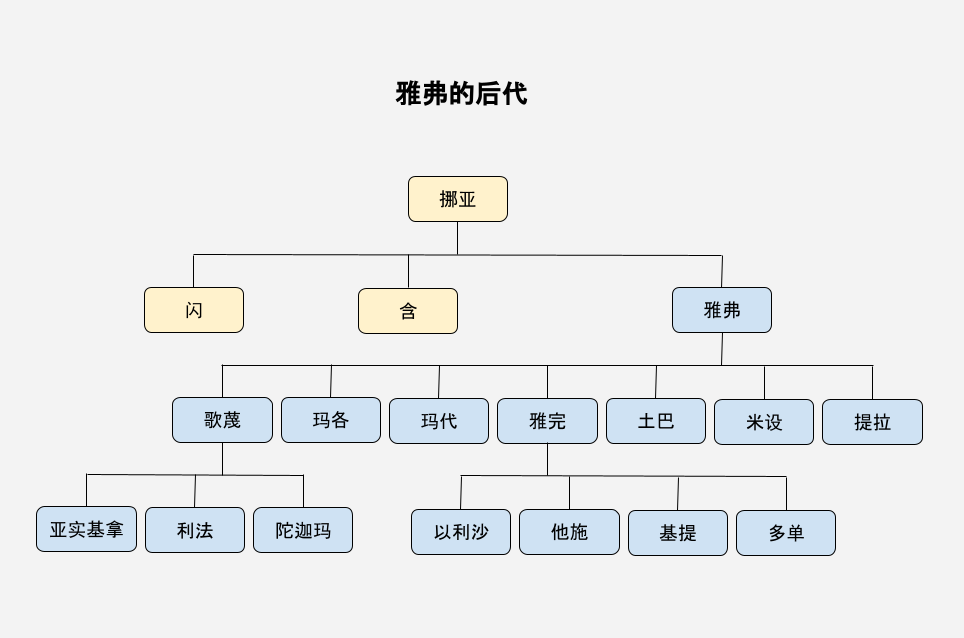 雅弗的后代
挪亚
闪
含
雅弗
歌蔑
玛各
玛代
雅完
土巴
米设
提拉
亚实基拿
利法
陀迦玛
以利沙
他施
基提
多单